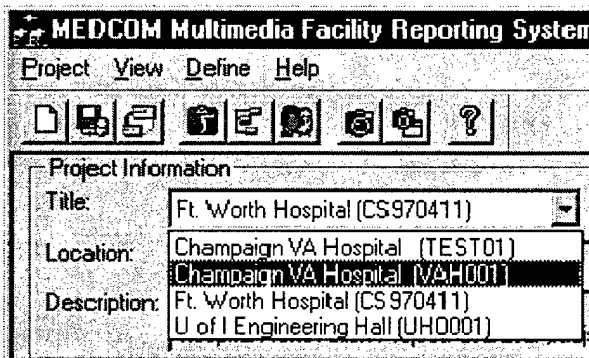 MEDCOM Multimedia Facility Reporting System
Project View Define Help
Project Information
Title: Ft. Worth Hospital (CS970411)
Location: Champaign VA Hospital (TEST01)
Champaign VA Hospital (VAH001)
Description: Ft. Worth Hospital (CS970411)
U of I Engineering Hall (UH0001)